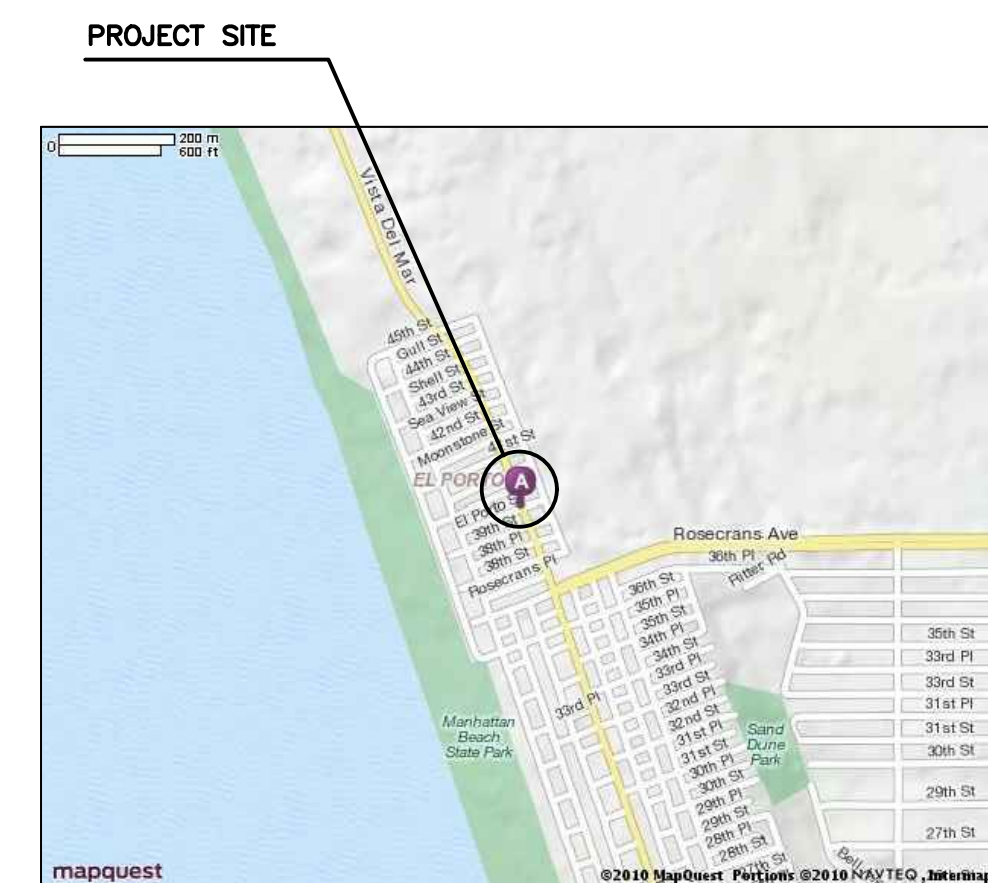 PROJECT SITE
0
200 m
600 ft
Vista Del Mar
45th St
Gull St
44th St
Shell St
43rd St
Sea View St
42nd St
Moonstone St
41st St
EL PORTO
A
El Porto St
39th St
38th Pl
38th St
Rosecrans Pl
Rosecrans Ave
36th Pl
Ritter Rd
36th St
35th Pl
35th St
34th Pl
34th St
33rd Pl
33rd St
32nd Pl
32nd St
31st Pl
31st St
30th Pl
30th St
29th Pl
29th St
28th Pl
28th St
27th St
33rd Pl
Manhattan
Beach
State Park
Sand
Dune
Park
35th St
33rd Pl
33rd St
31st Pl
31st St
30th St
29th St
27th St
mapquest
©2010 MapQuest Portions ©2010 NAVTEQ, Intermap